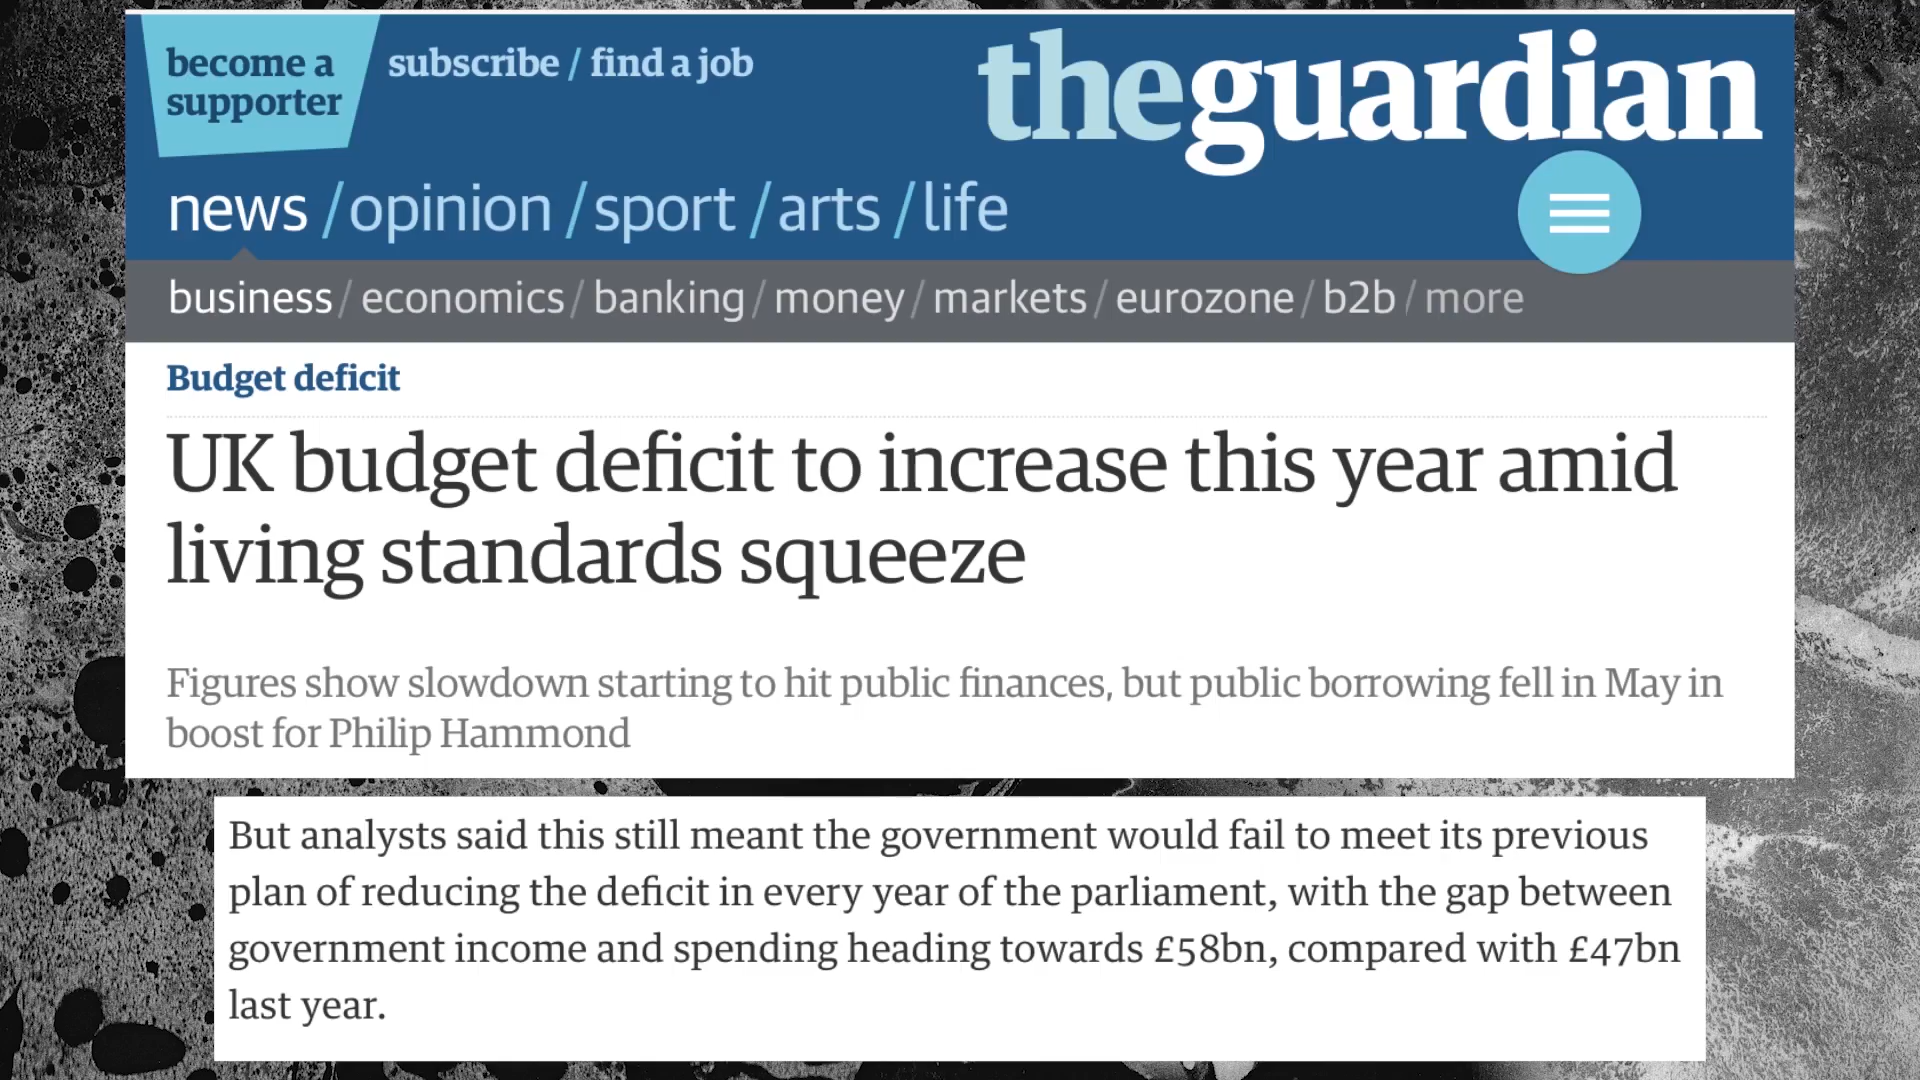 become a
supporter
subscribe / find a job
theguardian
news / opinion / sport / arts / life
business / economics / banking / money / markets / eurozone / b2b / more
Budget deficit
UK budget deficit to increase this year amid
living standards squeeze
Figures show slowdown starting to hit public finances, but public borrowing fell in May in
boost for Philip Hammond
But analysts said this still meant the government would fail to meet its previous
plan of reducing the deficit in every year of the parliament, with the gap between
government income and spending heading towards £58bn, compared with £47bn
last year.